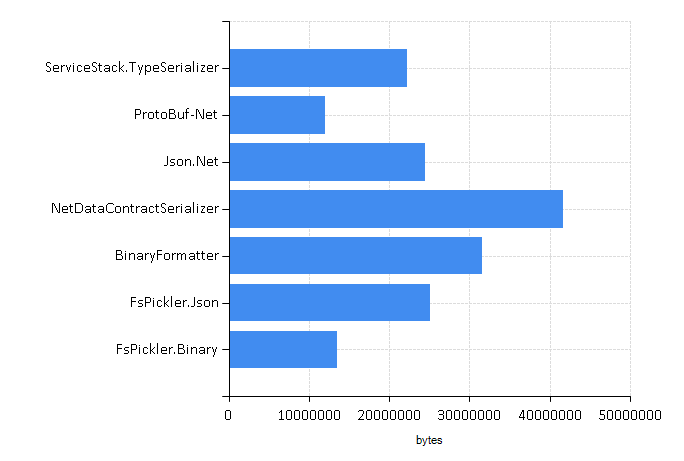 ServiceStack.TypeSerializer
ProtoBuf-Net
Json.Net
NetDataContractSerializer
BinaryFormatter
FsPickler.Json
FsPickler.Binary
0 10000000 20000000 30000000 40000000 50000000
bytes